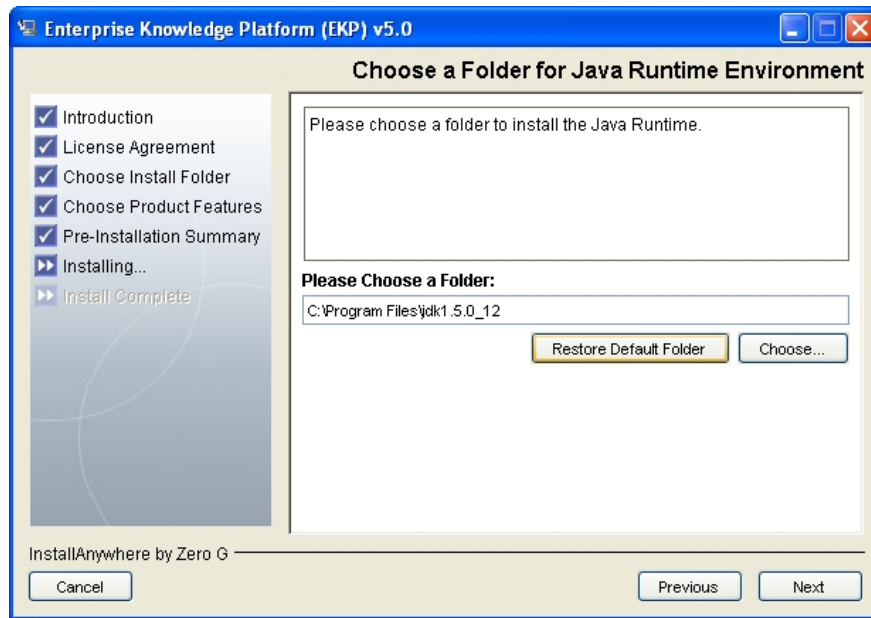 Enterprise Knowledge Platform (EKP) v5.0
Choose a Folder for Java Runtime Environment
Introduction
License Agreement
Choose Install Folder
Choose Product Features
Pre-Installation Summary
Installing...
Install Complete
Please choose a folder to install the Java Runtime.
Please Choose a Folder:
C:\Program Files\jdk1.5.0_12
Restore Default Folder
Choose...
InstallAnywhere by Zero G
Cancel
Previous
Next